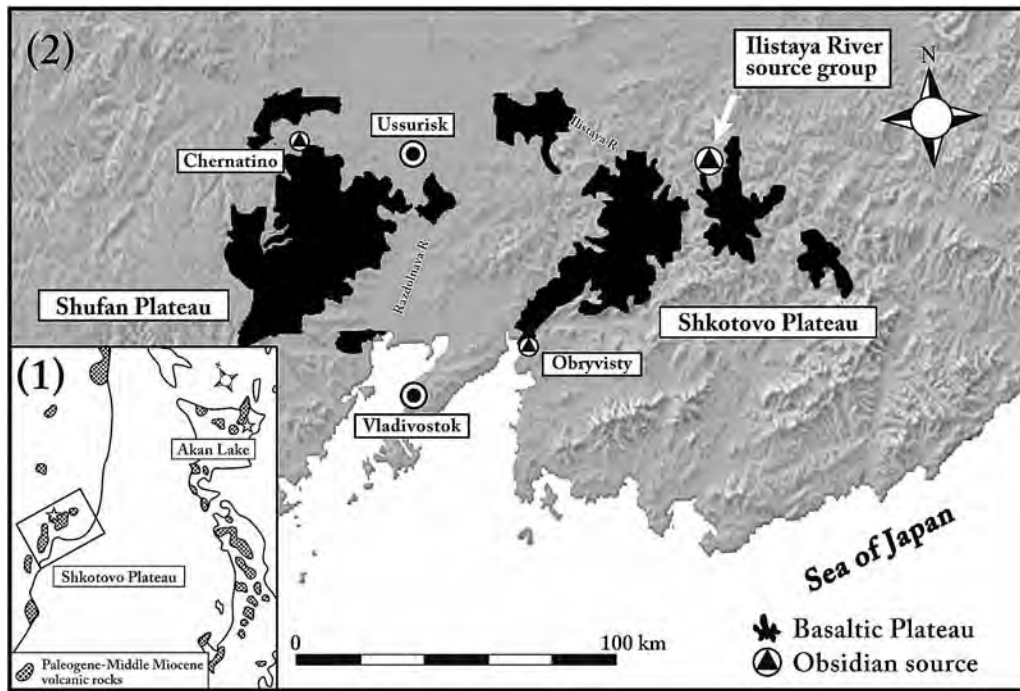 (2)
Ilistaya River
source group
N
Ussurisk
Ilistaya R.
Chernatino
Razdolnaya R.
Shufan Plateau
Shkotovo Plateau
Obryvisty
Vladivostok
(1)
Akan Lake
Shkotovo Plateau
Paleogene-Middle Miocene
volcanic rocks
Sea of Japan
0
100 km
Basaltic Plateau
Obsidian source